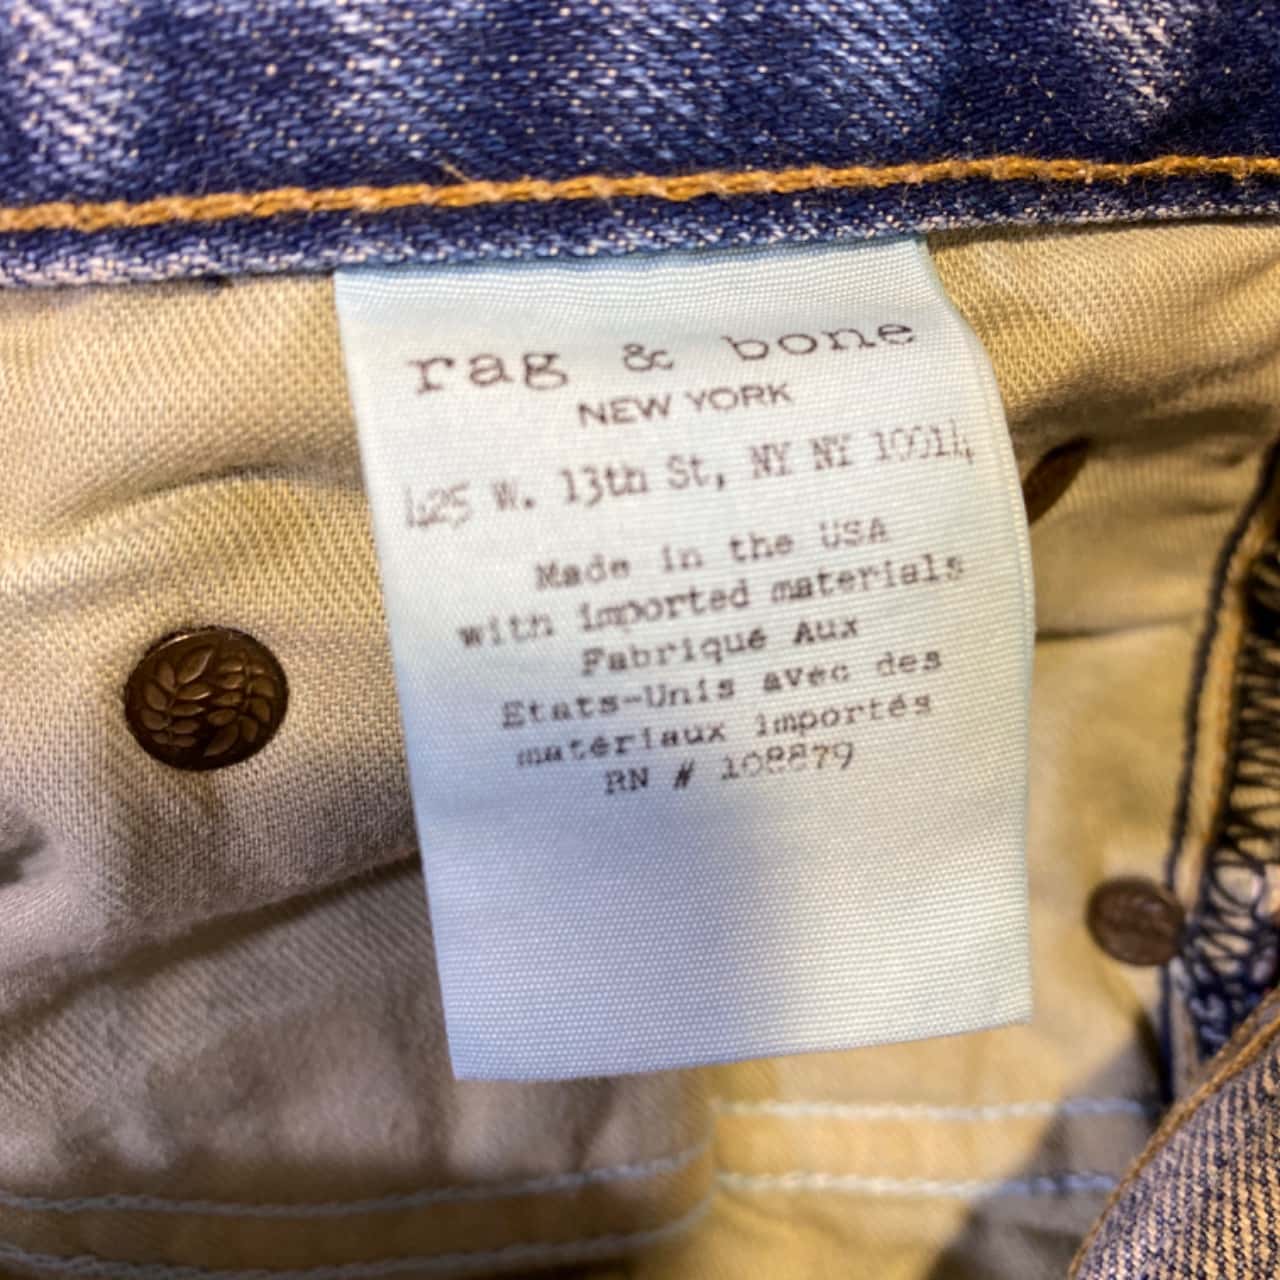 rag & bone
NEW YORK
425 W. 13th St, NY NY 10014
Made in the USA
with imported materials
Fabriqué Aux
Etats-Unis avec des
matériaux importés
RN # 108879